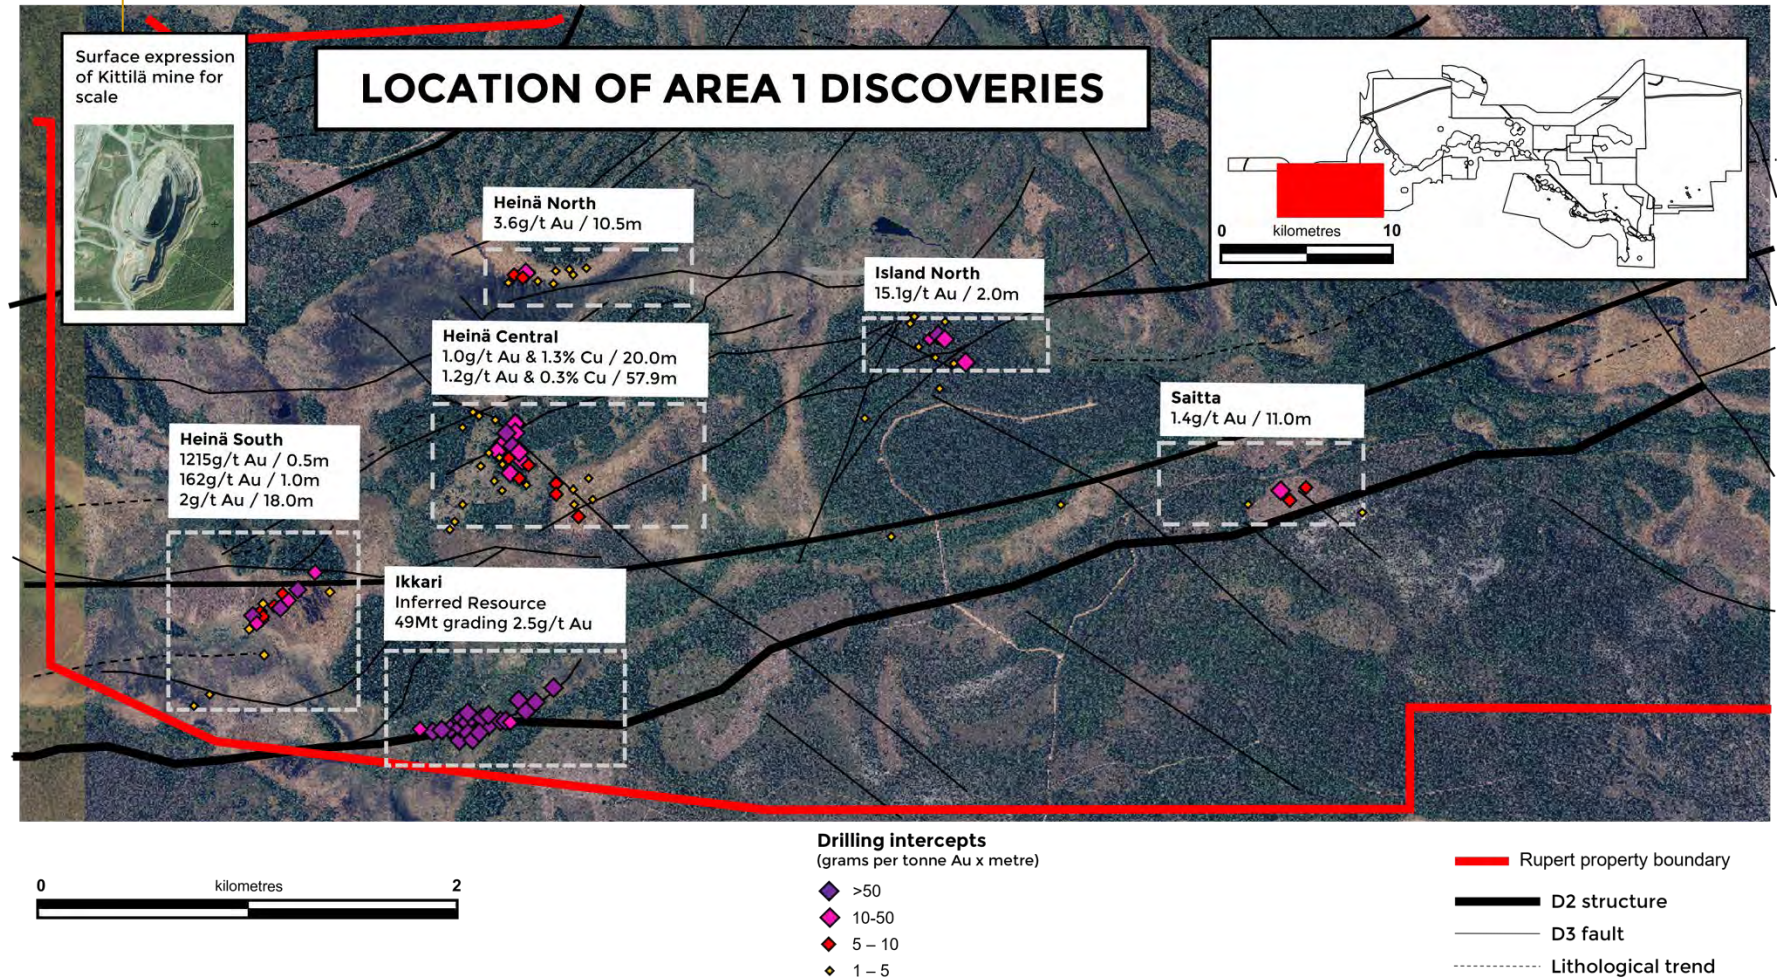 Surface expression
of Kittilä mine for
scale
LOCATION OF AREA 1 DISCOVERIES
0 kilometres 10
Heinä North
3.6g/t Au / 10.5m
Island North
15.1g/t Au / 2.0m
Heinä Central
1.0g/t Au & 1.3% Cu / 20.0m
1.2g/t Au & 0.3% Cu / 57.9m
Saitta
1.4g/t Au / 11.0m
Heinä South
1215g/t Au / 0.5m
162g/t Au / 1.0m
2g/t Au / 18.0m
Ikkari
Inferred Resource
49Mt grading 2.5g/t Au
0 kilometres 2
Drilling intercepts
(grams per tonne Au x metre)
>50
10-50
5 – 10
1 – 5
Rupert property boundary
D2 structure
D3 fault
Lithological trend